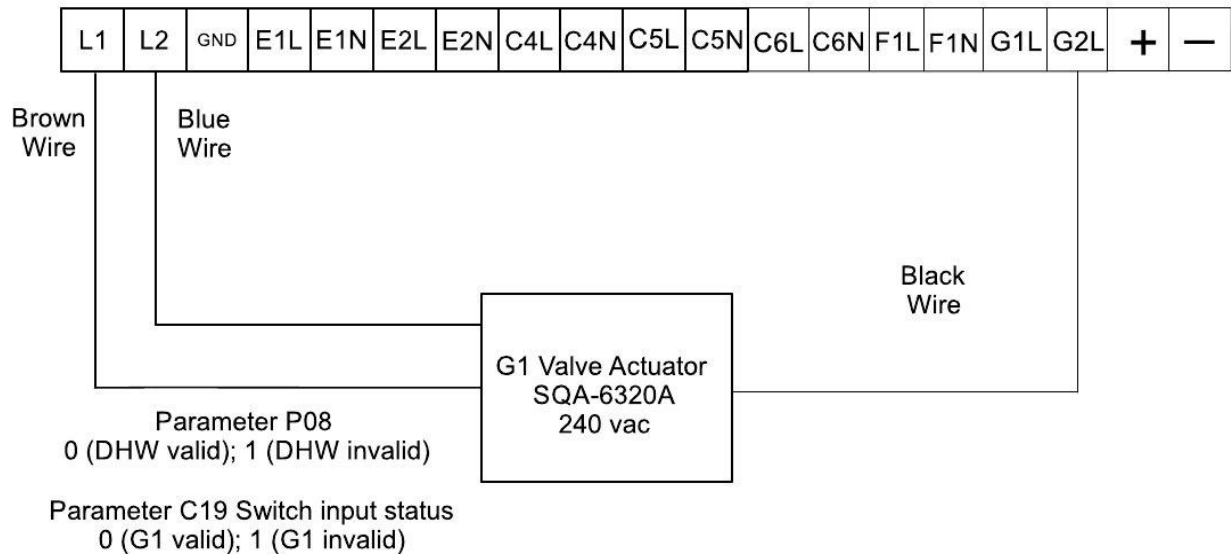 L1 L2 GND E1L E1N E2L E2N C4L C4N C5L C5N C6L C6N F1L F1N G1L G2L + —
Brown
Wire
Blue
Wire
Black
Wire
G1 Valve Actuator
SQA-6320A
240 vac
Parameter P08
0 (DHW valid); 1 (DHW invalid)
Parameter C19 Switch input status
0 (G1 valid); 1 (G1 invalid)